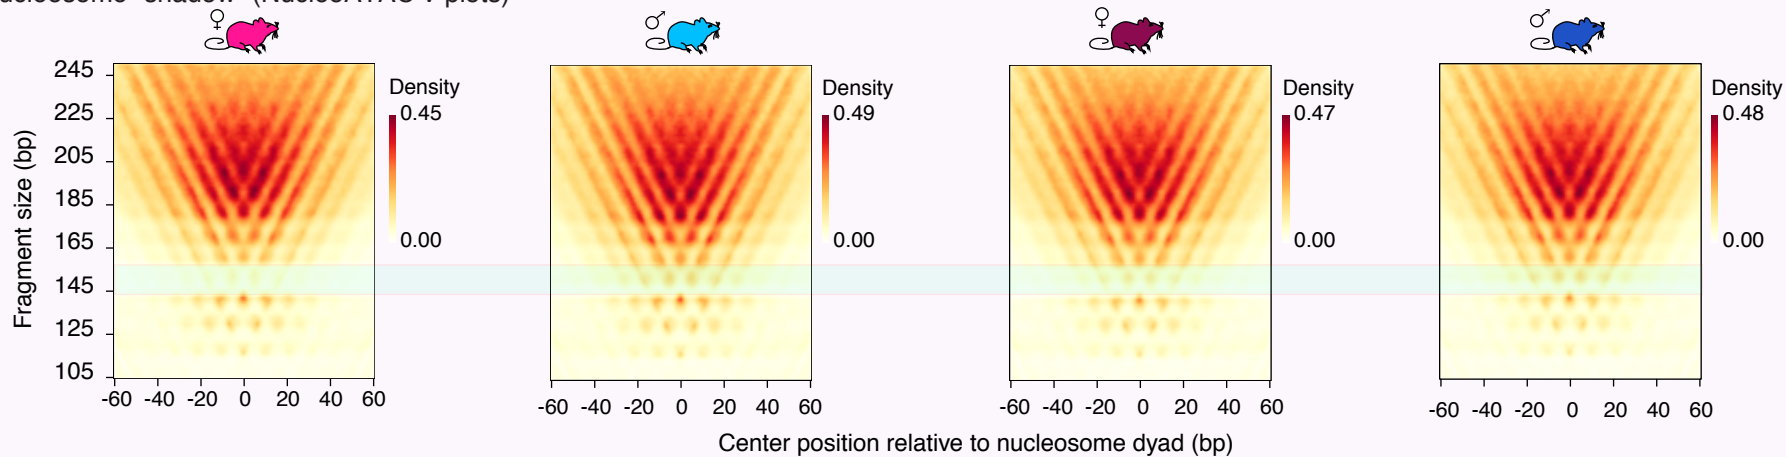 "shadow" (NucleoATAC V-plots)
♀ ♂ ♀ ♂
Density Density Density Density
0.45 0.49 0.47 0.48
0.00 0.00 0.00 0.00
Fragment size (bp)
245
225
205
185
165
145
125
105
-60 -40 -20 0 20 40 60
-60 -40 -20 0 20 40 60
-60 -40 -20 0 20 40 60
-60 -40 -20 0 20 40 60
Center position relative to nucleosome dyad (bp)